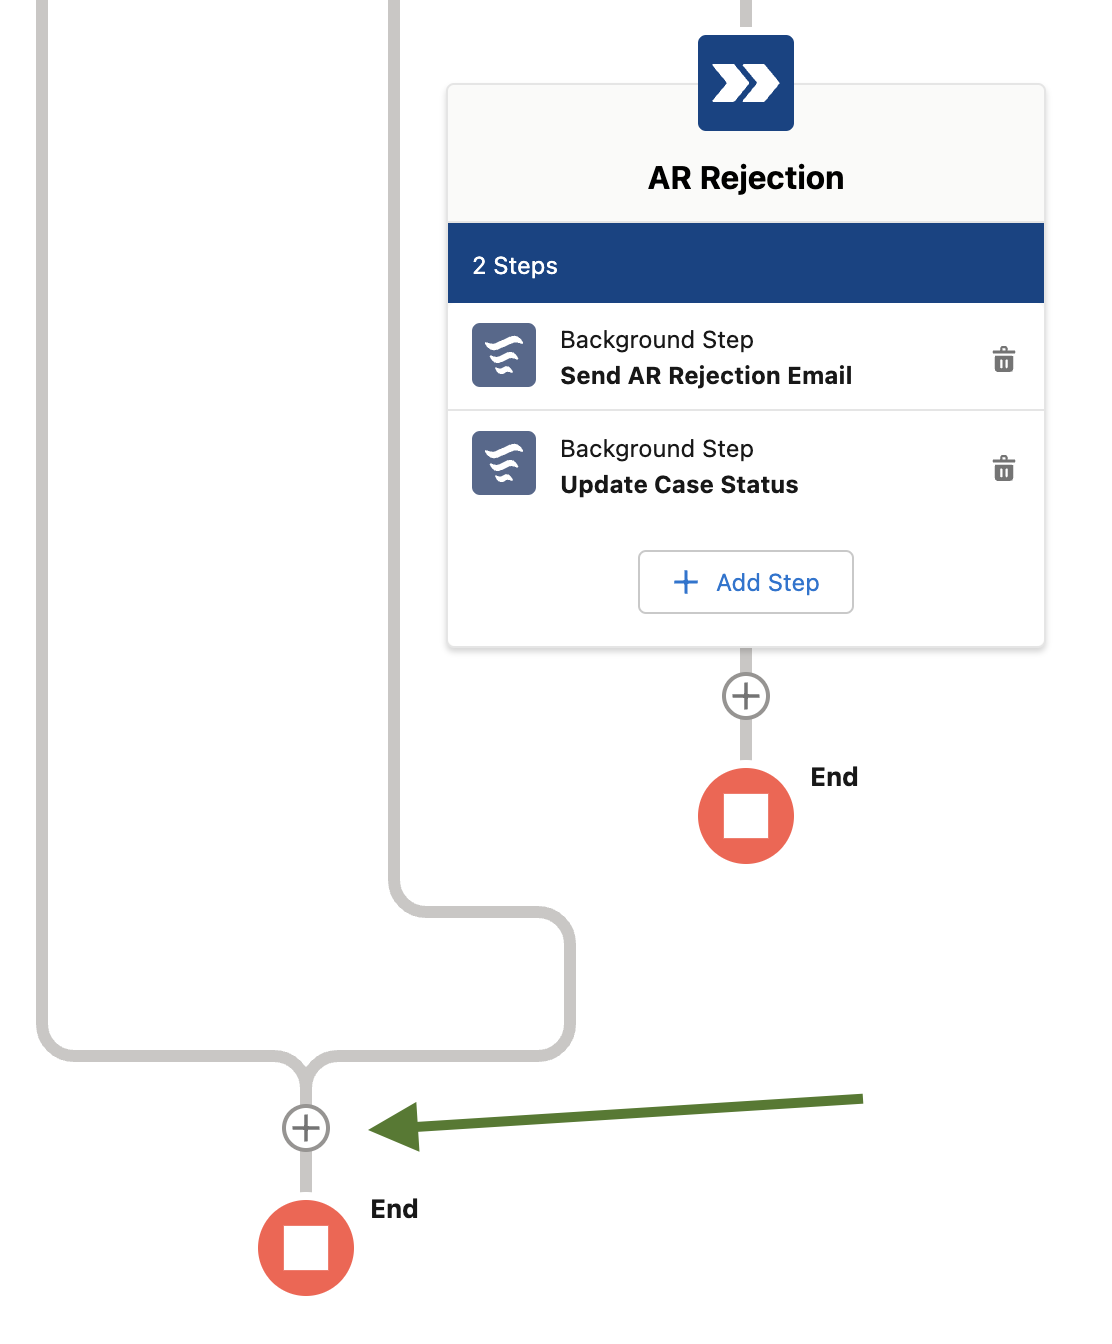 AR Rejection
2 Steps
Background Step
Send AR Rejection Email
Background Step
Update Case Status
Add Step
End
End